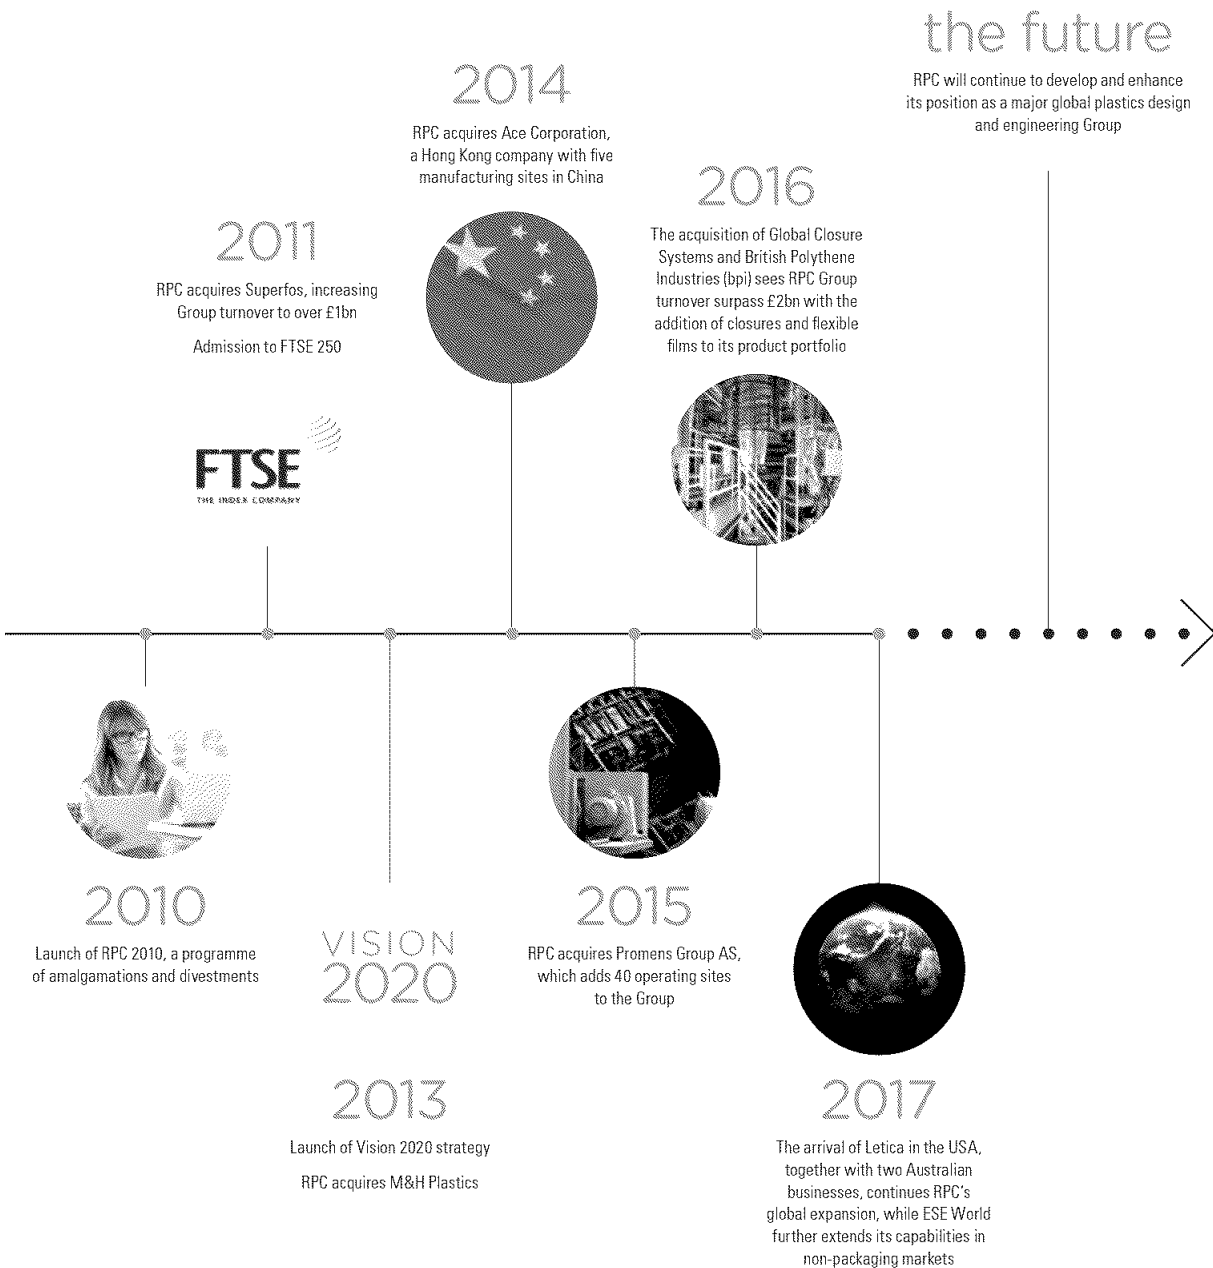 the future
RPC will continue to develop and enhance
its position as a major global plastics design
and engineering Group
2014
RPC acquires Ace Corporation,
a Hong Kong company with five
manufacturing sites in China
2016
The acquisition of Global Closure
Systems and British Polythene
Industries (bpi) sees RPC Group
turnover surpass £2bn with the
addition of closures and flexible
films to its product portfolio
2011
RPC acquires Superfos, increasing
Group turnover to over £1bn
Admission to FTSE 250
FTSE
THE INDEX COMPANY
2010
Launch of RPC 2010, a programme
of amalgamations and divestments
VISION
2020
2013
Launch of Vision 2020 strategy
RPC acquires M&H Plastics
2015
RPC acquires Promens Group AS,
which adds 40 operating sites
to the Group
2017
The arrival of Letica in the USA,
together with two Australian
businesses, continues RPC's
global expansion, while ESE World
further extends its capabilities in
non-packaging markets